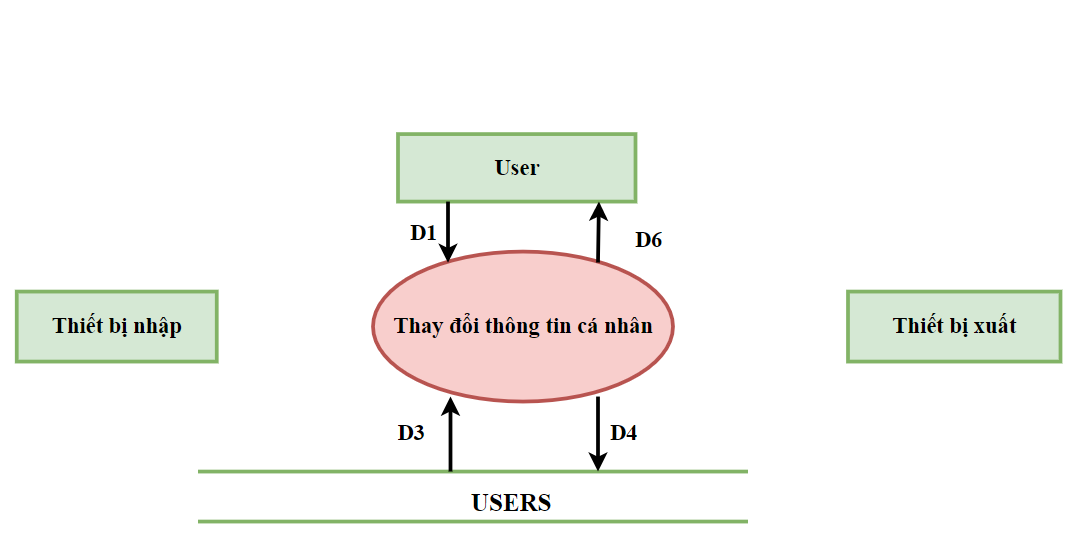 User
D1
D6
Thiết bị nhập
Thay đổi thông tin cá nhân
Thiết bị xuất
D3
D4
USERS